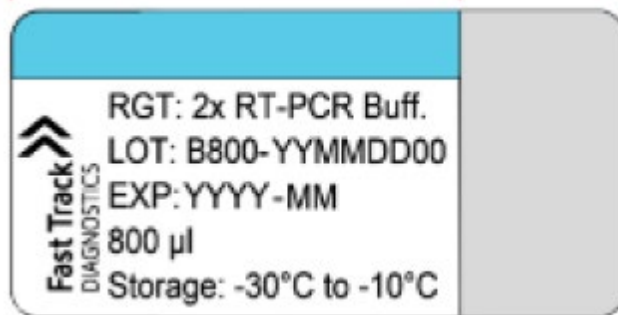 Fast Track
DIAGNOSTICS
RGT: 2x RT-PCR Buff.
LOT: B800-YYMMDD00
EXP:YYYY-MM
800 µl
Storage: -30°C to -10°C